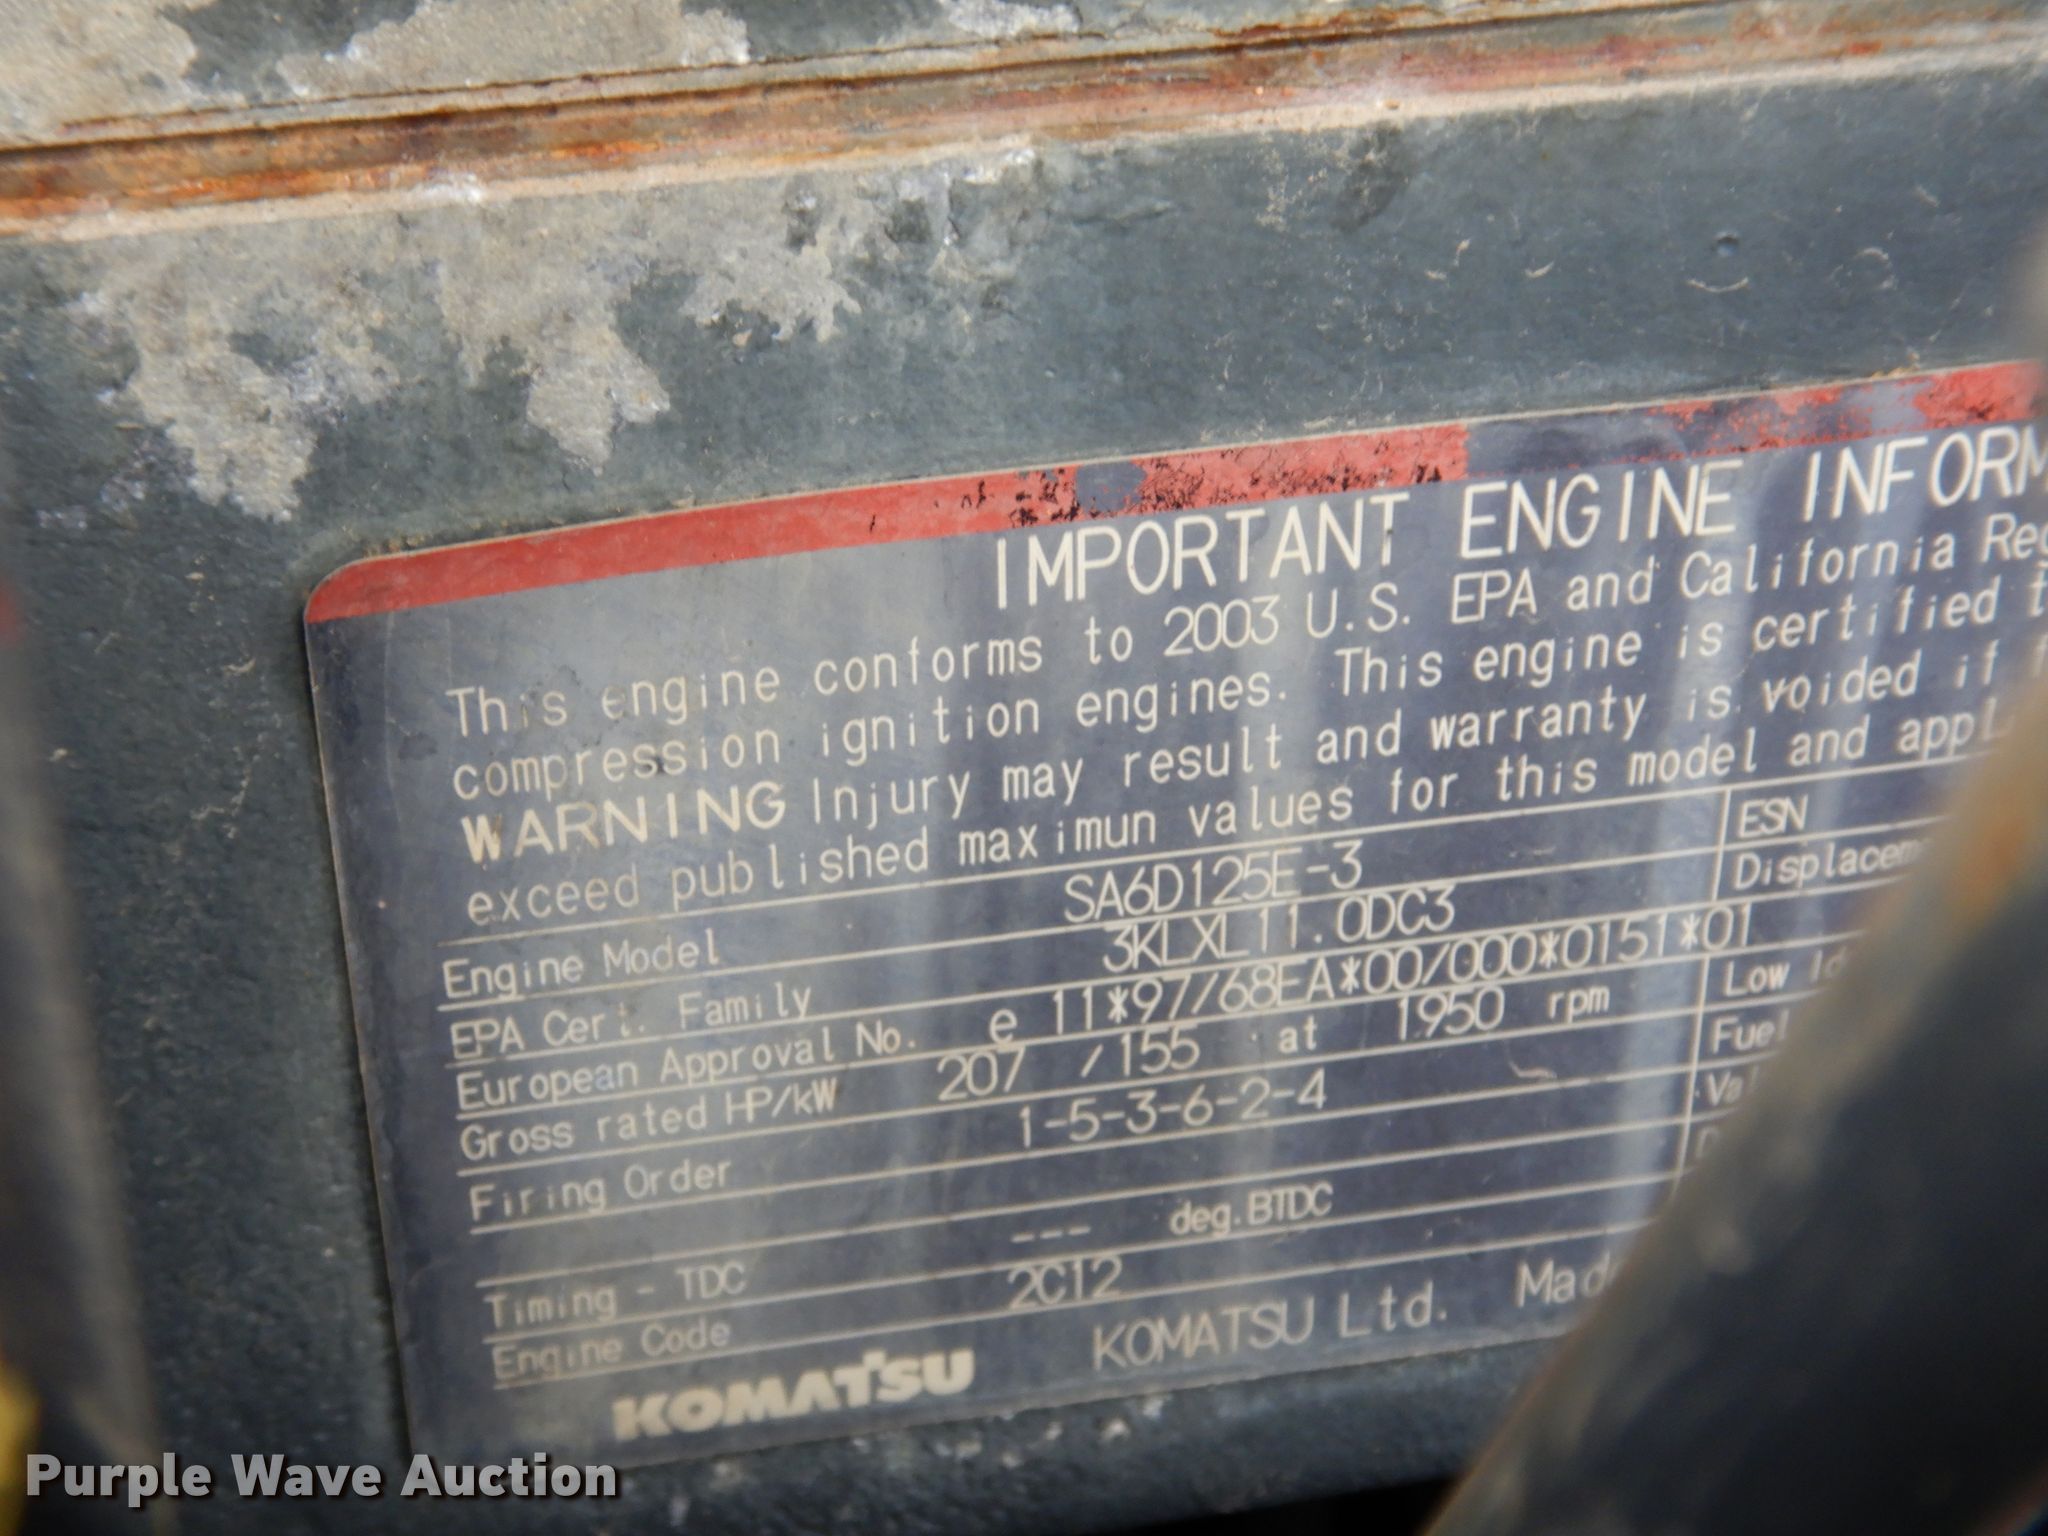 IMPORTANT ENGINE
This engine conforms to 2003 U.S. EPA and California
compression ignition engines. This engine is certified
WARNING Injury may result and warranty is voided if
exceed published maximun values for this model and
Engine Model SA6D125E-3 ESN
EPA Cert. Family 3KLXL11.0DC3
European Approval No. e 11*97/68EA*00/000*0151*01
Gross rated HP/kW 207 /155 at 1950 rpm Low
Firing Order 1-5-3-6-2-4 Fuel
Timing - TDC --- deg.BTDC
Engine Code 2C12
KOMATSU KOMATSU Ltd.
Purple Wave Auction